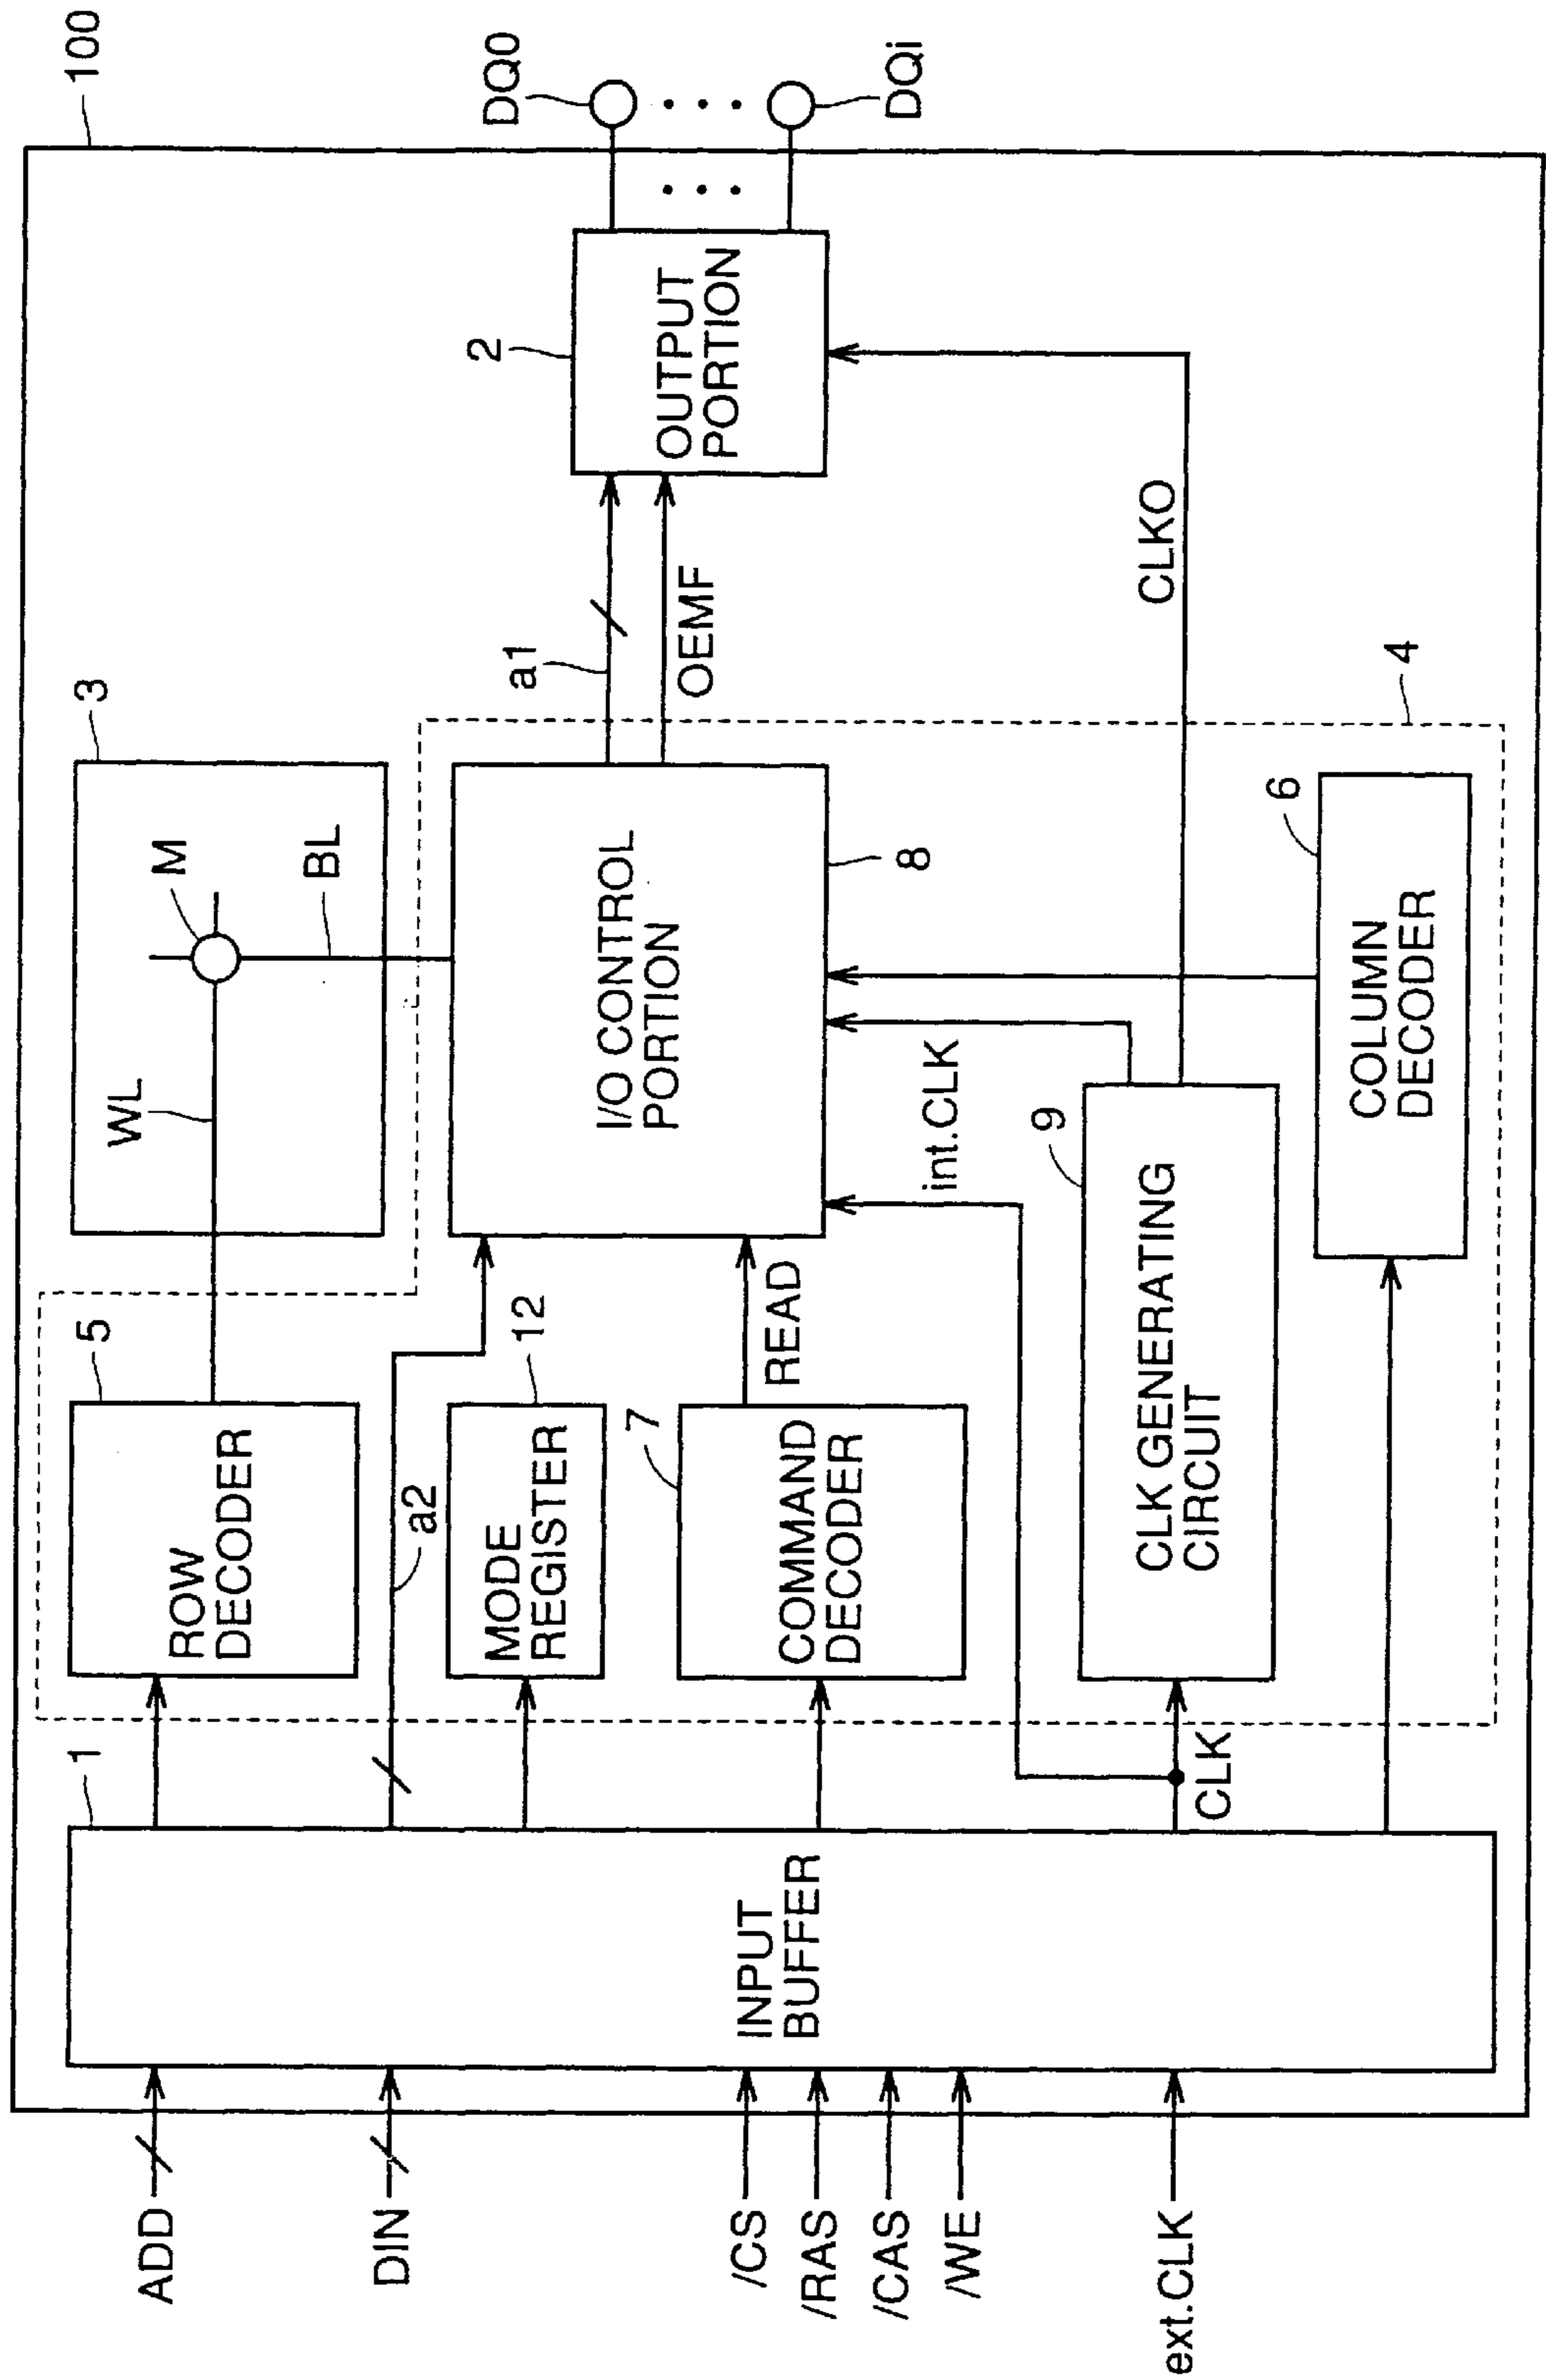 100
3
M
WL
BL
5
ROW
DECODER
1
ADD
DIN
a2
12
MODE
REGISTER
I/O CONTROL
PORTION
8
a1
OEMF
2
OUTPUT
PORTION
DQ0
DQi
7
COMMAND
DECODER
READ
INPUT
BUFFER
/CS
/RAS
/CAS
/WE
int.CLK
9
CLK GENERATING
CIRCUIT
CLK
ext.CLK
CLKO
4
6
COLUMN
DECODER